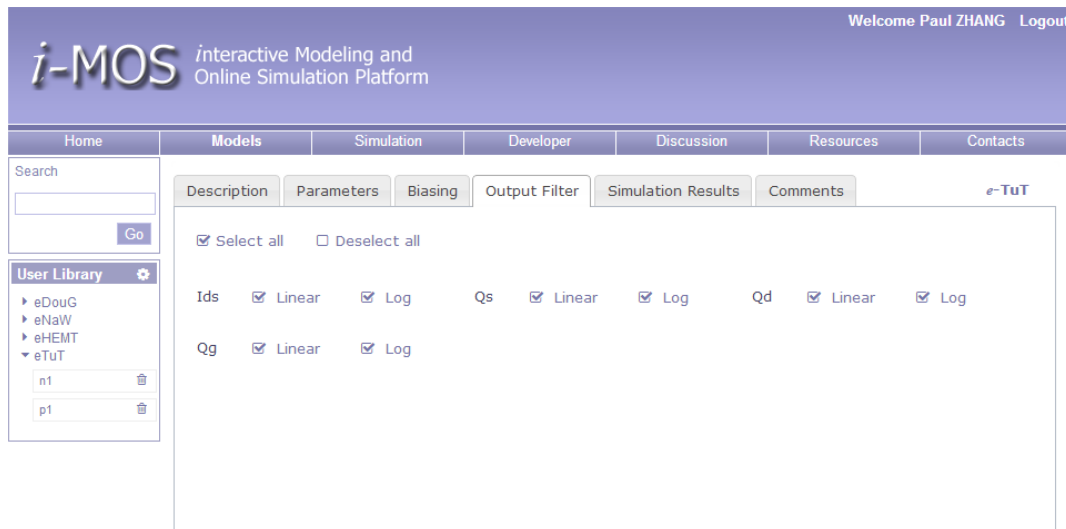 Welcome Paul ZHANG Logout
i-MOS interactive Modeling and
Online Simulation Platform
Home Models Simulation Developer Discussion Resources Contacts
Search
Go
User Library
eDouG
eNaW
eHEMT
eTuT
n1
p1
Description Parameters Biasing Output Filter Simulation Results Comments e-TuT
Select all Deselect all
Ids Linear Log Qs Linear Log Qd Linear Log
Qg Linear Log